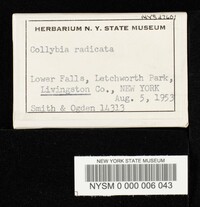 HERBARIUM N. Y. STATE MUSEUM
Collybia radicata
Lower Falls, Letchworth Park,
Livingston Co., NEW YORK
Aug. 5, 1953
Smith & Ogden 14313
NEW YORK STATE MUSEUM
NYSM 0 000 006 043